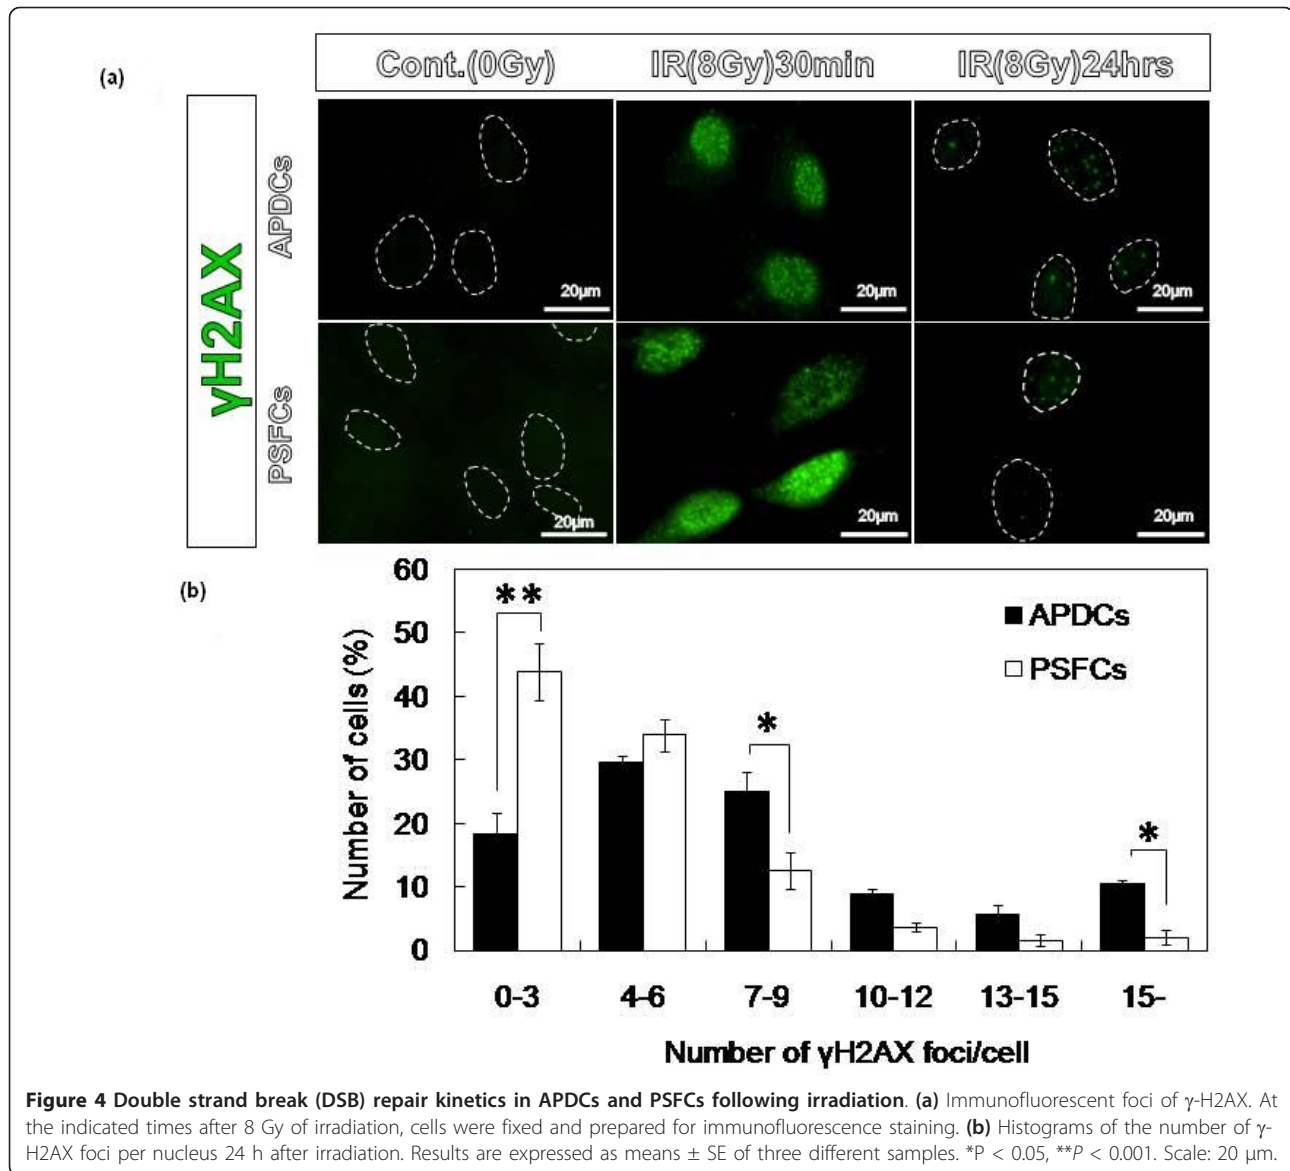 (a)
Cont.(0Gy) IR(8Gy)30min IR(8Gy)24hrs
γH2AX
APDCs
20μm 20μm 20μm
PSFCs
20μm 20μm 20μm
(b)
60
50
40
30
20
10
0
Number of cells (%)
** * *
APDCs
PSFCs
0-3 4-6 7-9 10-12 13-15 15-
Number of γH2AX foci/cell
Figure 4 Double strand break (DSB) repair kinetics in APDCs and PSFCs following irradiation. (a) Immunofluorescent foci of γ-H2AX. At
the indicated times after 8 Gy of irradiation, cells were fixed and prepared for immunofluorescence staining. (b) Histograms of the number of γ-
H2AX foci per nucleus 24 h after irradiation. Results are expressed as means ± SE of three different samples. *P < 0.05, **P < 0.001. Scale: 20 μm.